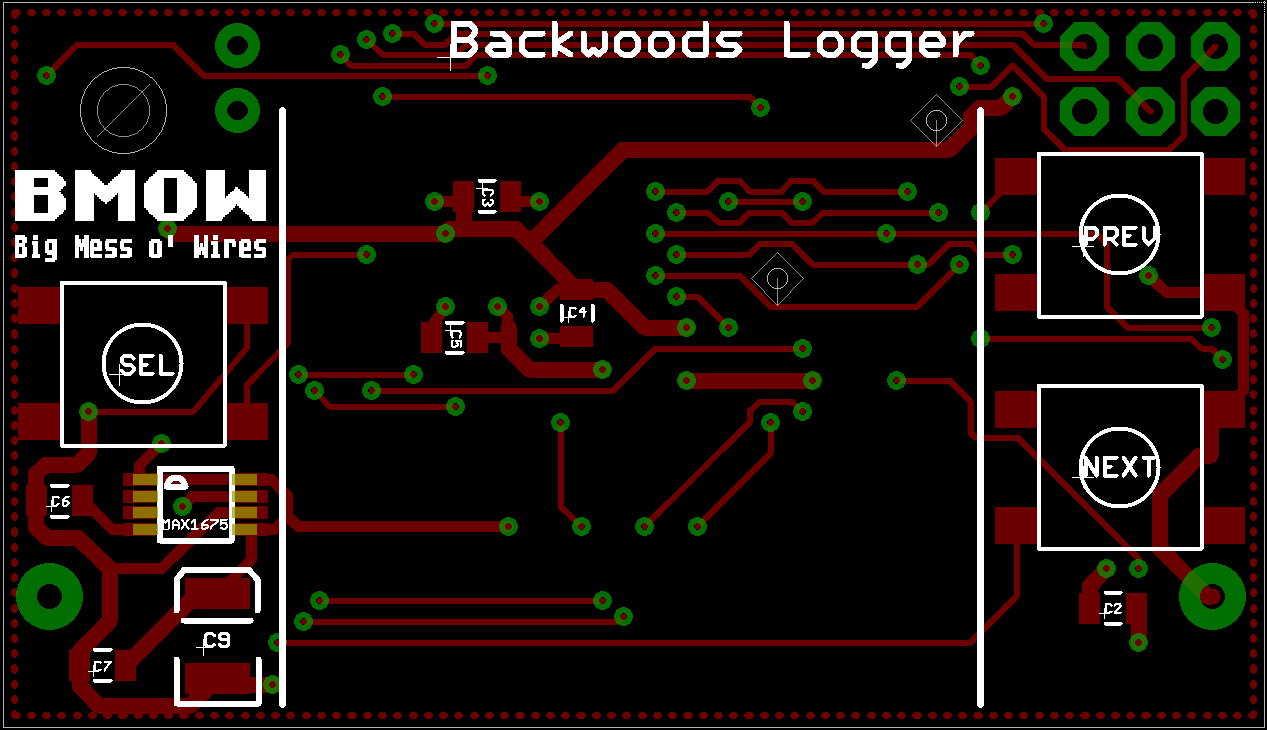 Backwoods Logger
BMOW
Big Mess o' Wires
C3
PREV
C4
C5
SEL
NEXT
C6
MAX1675
C2
C9
C7